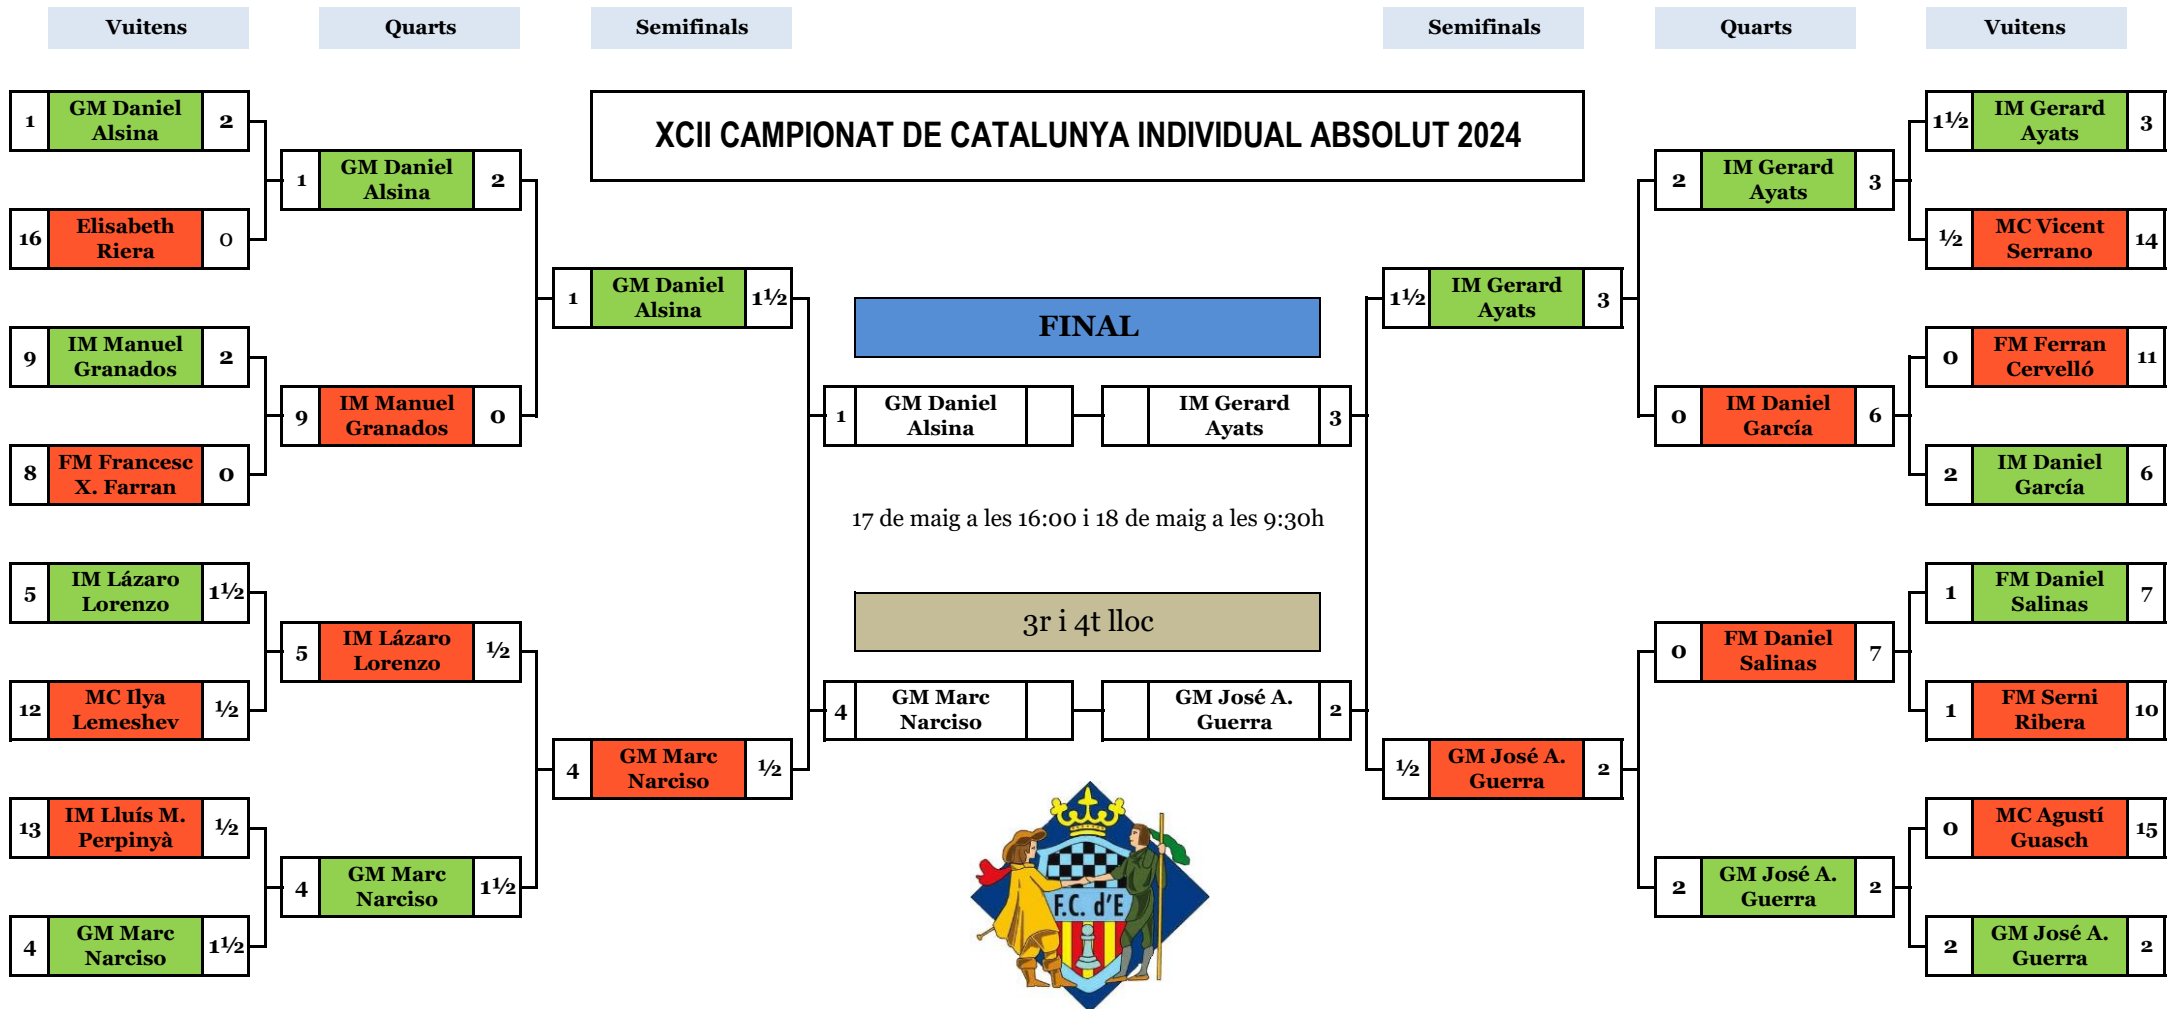 Vuitens
Quarts
Semifinals
Semifinals
Quarts
Vuitens
XCII CAMPIONAT DE CATALUNYA INDIVIDUAL ABSOLUT 2024
1 GM Daniel
Alsina 2
16 Elisabeth
Riera 0
9 IM Manuel
Granados 2
8 FM Francesc
X. Farran 0
5 IM Lázaro
Lorenzo 1½
12 MC Ilya
Lemeshev ½
13 IM Lluís M.
Perpinyà ½
4 GM Marc
Narciso 1½
1 GM Daniel
Alsina 2
9 IM Manuel
Granados 0
5 IM Lázaro
Lorenzo ½
4 GM Marc
Narciso 1½
1 GM Daniel
Alsina 1½
4 GM Marc
Narciso ½
FINAL
1 GM Daniel
Alsina
IM Gerard
Ayats 3
17 de maig a les 16:00 i 18 de maig a les 9:30h
3r i 4t lloc
4 GM Marc
Narciso
GM José A.
Guerra 2
F.C. d'E
1½ IM Gerard
Ayats 3
½ GM José A.
Guerra 2
2 IM Gerard
Ayats 3
0 IM Daniel
García 6
0 FM Daniel
Salinas 7
2 GM José A.
Guerra 2
1½ IM Gerard
Ayats 3
½ MC Vicent
Serrano 14
0 FM Ferran
Cervelló 11
2 IM Daniel
García 6
1 FM Daniel
Salinas 7
1 FM Serni
Ribera 10
0 MC Agustí
Guasch 15
2 GM José A.
Guerra 2